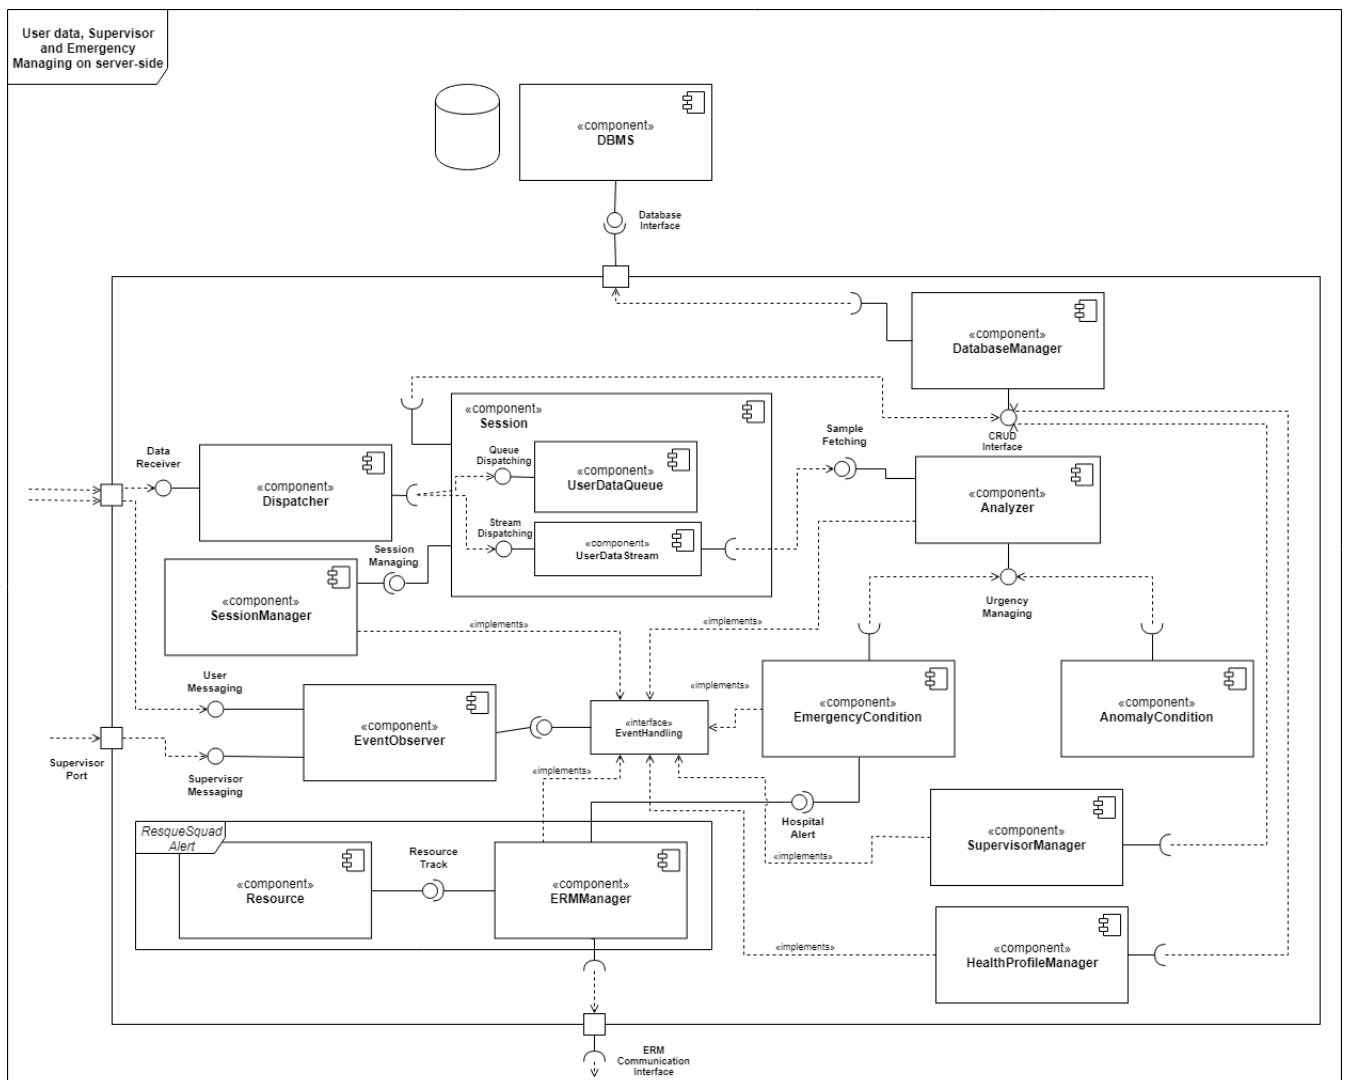 User data, Supervisor
and Emergency
Managing on server-side
«component»
DBMS
Database
Interface
«component»
DatabaseManager
«component»
Session
CRUD
Interface
Sample
Fetching
Queue
Dispatching
«component»
UserDataQueue
Data
Receiver
«component»
Dispatcher
«component»
Analyzer
Stream
Dispatching
«component»
UserDataStream
Session
Managing
«component»
SessionManager
Urgency
Managing
«implements»
«implements»
User
Messaging
«component»
EventObserver
«interface»
EventHandling
«implements»
«component»
EmergencyCondition
«component»
AnomalyCondition
Supervisor
Port
Supervisor
Messaging
«implements»
Hospital
Alert
ResqueSquad
Alert
«component»
Resource
Resource
Track
«component»
ERMManager
«implements»
«component»
SupervisorManager
«implements»
«component»
HealthProfileManager
ERM
Communication
Interface